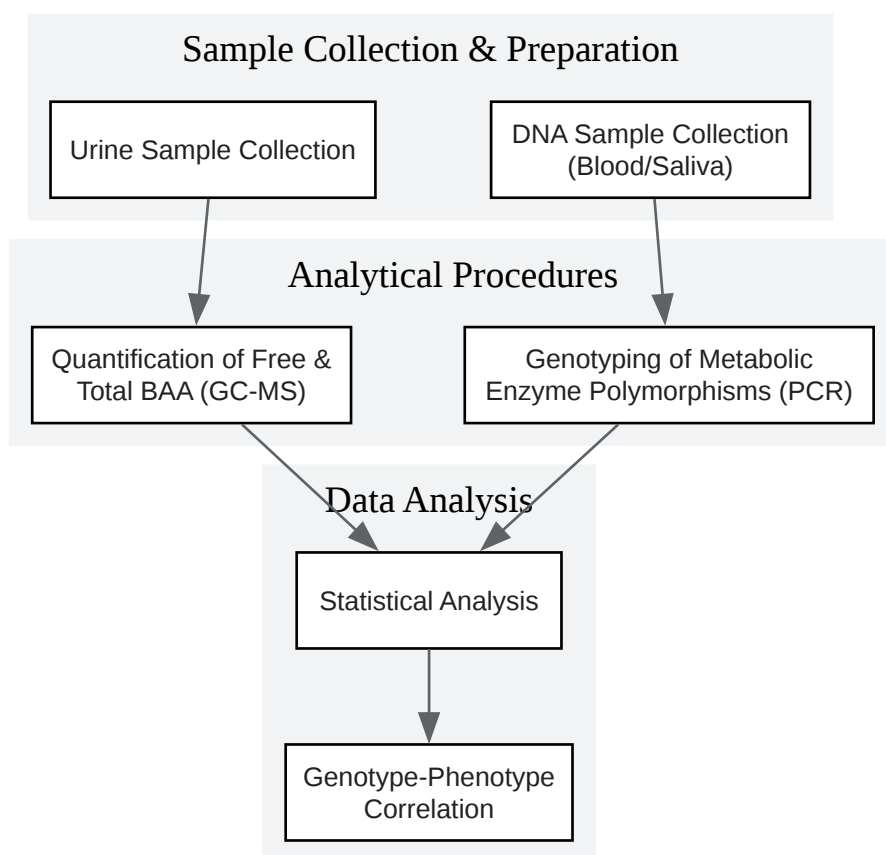 Sample Collection & Preparation
Urine Sample Collection
DNA Sample Collection
(Blood/Saliva)
Analytical Procedures
Quantification of Free &
Total BAA (GC-MS)
Genotyping of Metabolic
Enzyme Polymorphisms (PCR)
Data Analysis
Statistical Analysis
Genotype-Phenotype
Correlation